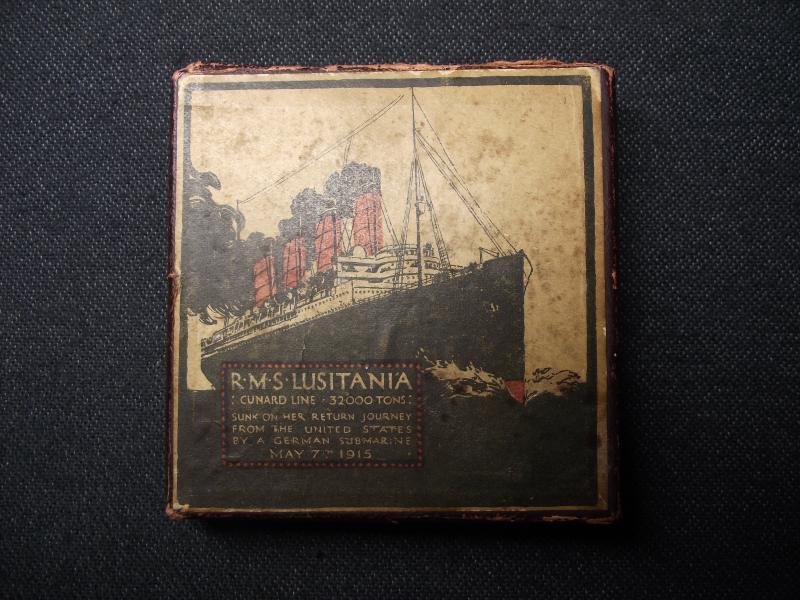 R·M·S·LUSITANIA
: CUNARD LINE · 32000 TONS :
SUNK ON HER RETURN JOURNEY
FROM THE UNITED STATES
BY A GERMAN SUBMARINE
MAY 7TH 1915